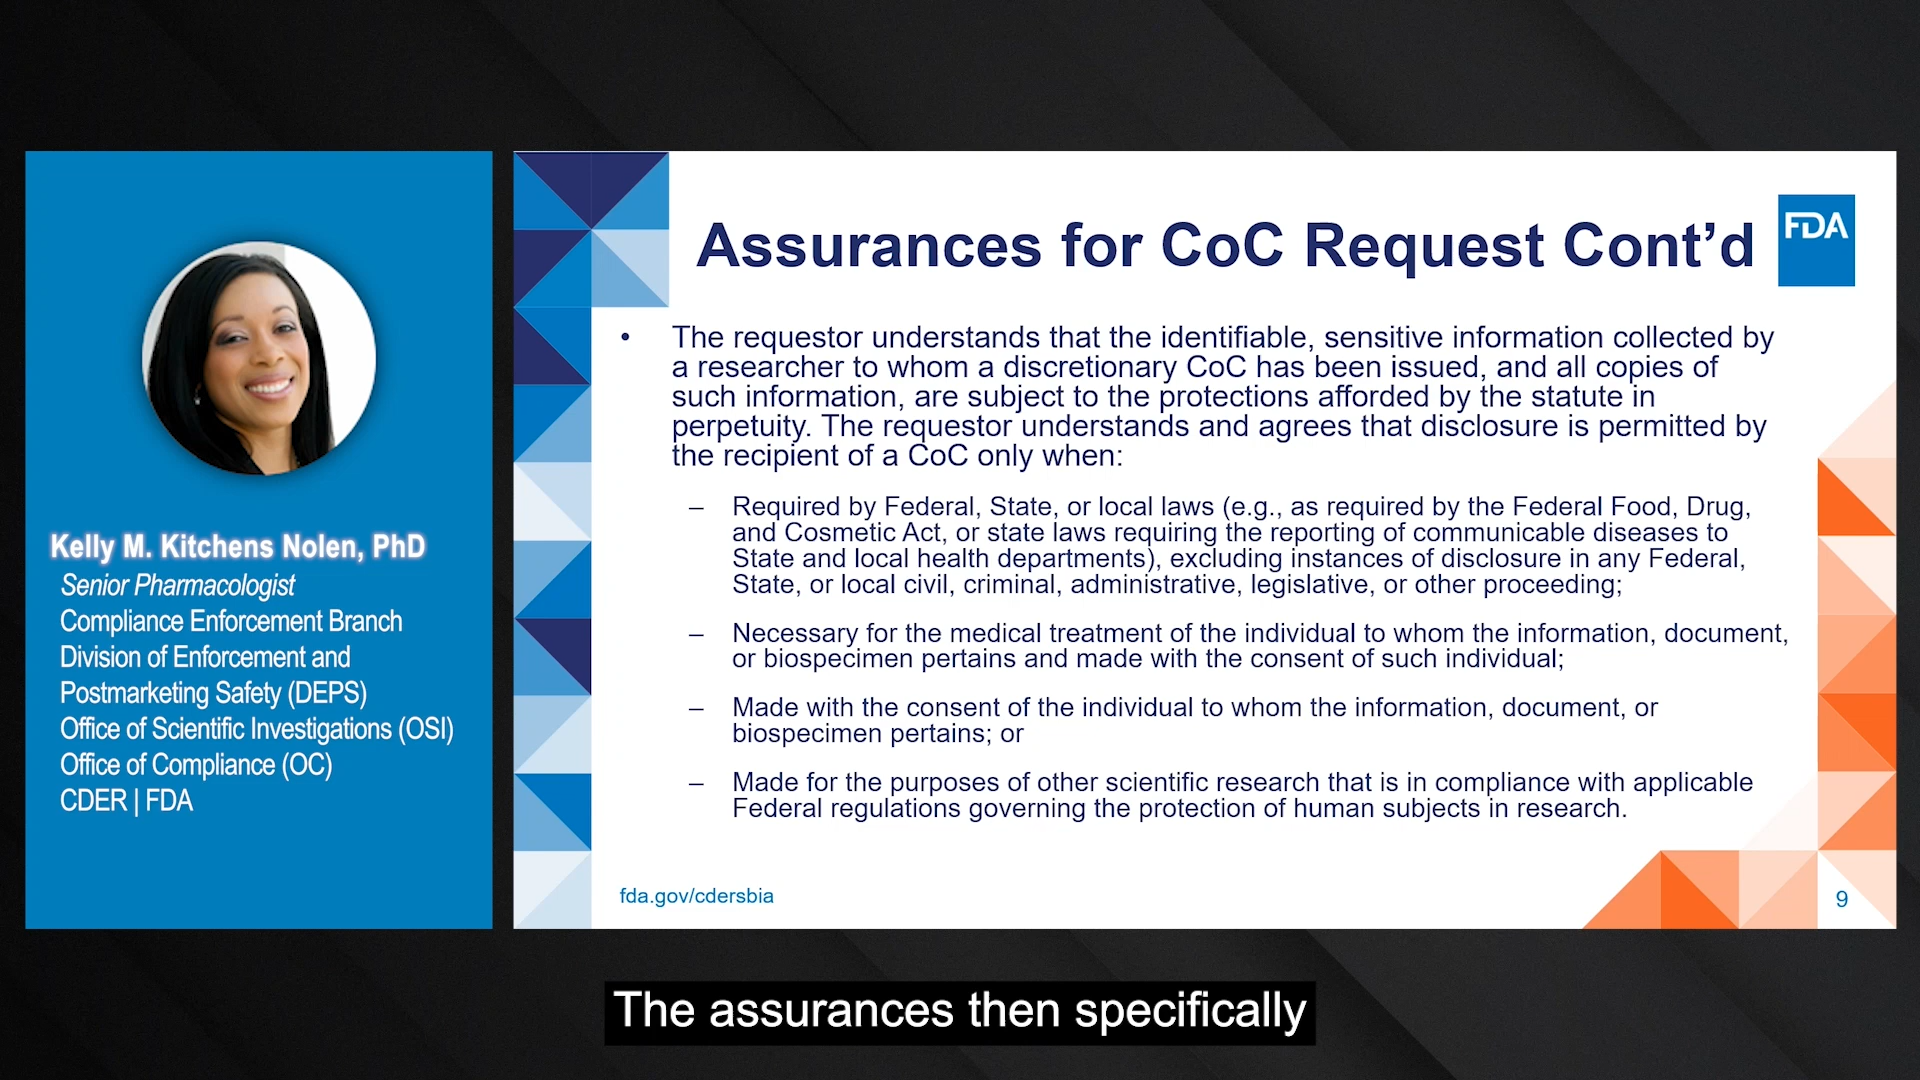 Kelly M. Kitchens Nolen, PhD
Senior Pharmacologist
Compliance Enforcement Branch
Division of Enforcement and
Postmarketing Safety (DEPS)
Office of Scientific Investigations (OSI)
Office of Compliance (OC)
CDER | FDA
Assurances for CoC Request Cont’d
FDA
• The requestor understands that the identifiable, sensitive information collected by
a researcher to whom a discretionary CoC has been issued, and all copies of
such information, are subject to the protections afforded by the statute in
perpetuity. The requestor understands and agrees that disclosure is permitted by
the recipient of a CoC only when:
– Required by Federal, State, or local laws (e.g., as required by the Federal Food, Drug,
and Cosmetic Act, or state laws requiring the reporting of communicable diseases to
State and local health departments), excluding instances of disclosure in any Federal,
State, or local civil, criminal, administrative, legislative, or other proceeding;
– Necessary for the medical treatment of the individual to whom the information, document,
or biospecimen pertains and made with the consent of such individual;
– Made with the consent of the individual to whom the information, document, or
biospecimen pertains; or
– Made for the purposes of other scientific research that is in compliance with applicable
Federal regulations governing the protection of human subjects in research.
fda.gov/cdersbia
9
The assurances then specifically